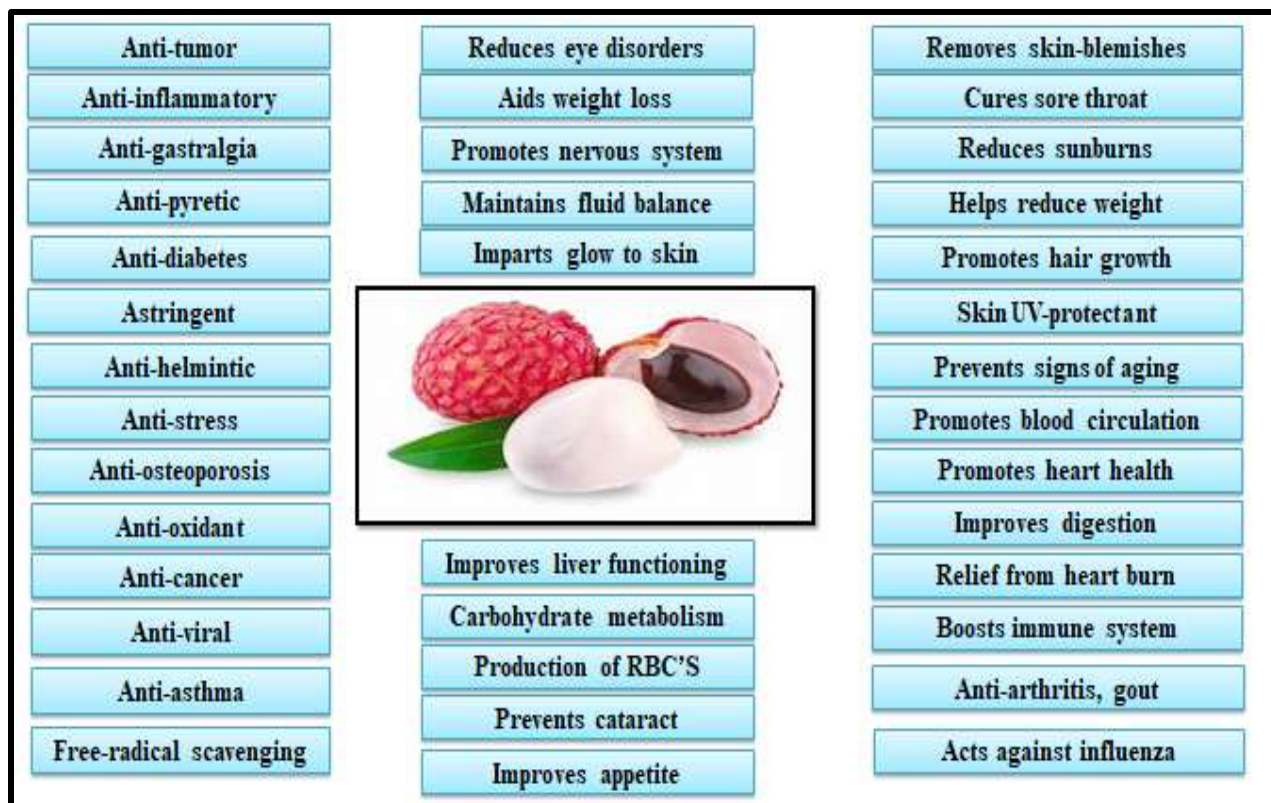 Anti-tumor
Anti-inflammatory
Anti-gastralgia
Anti-pyretic
Anti-diabetes
Astringent
Anti-helmintic
Anti-stress
Anti-osteoporosis
Anti-oxidant
Anti-cancer
Anti-viral
Anti-asthma
Free-radical scavenging
Reduces eye disorders
Aids weight loss
Promotes nervous system
Maintains fluid balance
Imparts glow to skin
Improves liver functioning
Carbohydrate metabolism
Production of RBC'S
Prevents cataract
Improves appetite
Removes skin-blemishes
Cures sore throat
Reduces sunburns
Helps reduce weight
Promotes hair growth
Skin UV-protectant
Prevents signs of aging
Promotes blood circulation
Promotes heart health
Improves digestion
Relief from heart burn
Boosts immune system
Anti-arthritis, gout
Acts against influenza